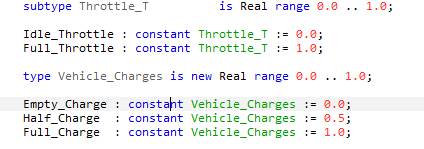 subtype Throttle_T is Real range 0.0 .. 1.0;
Idle_Throttle : constant Throttle_T := 0.0;
Full_Throttle : constant Throttle_T := 1.0;
type Vehicle_Charges is new Real range 0.0 .. 1.0;
Empty_Charge : constant Vehicle_Charges := 0.0;
Half_Charge : constant Vehicle_Charges := 0.5;
Full_Charge : constant Vehicle_Charges := 1.0;